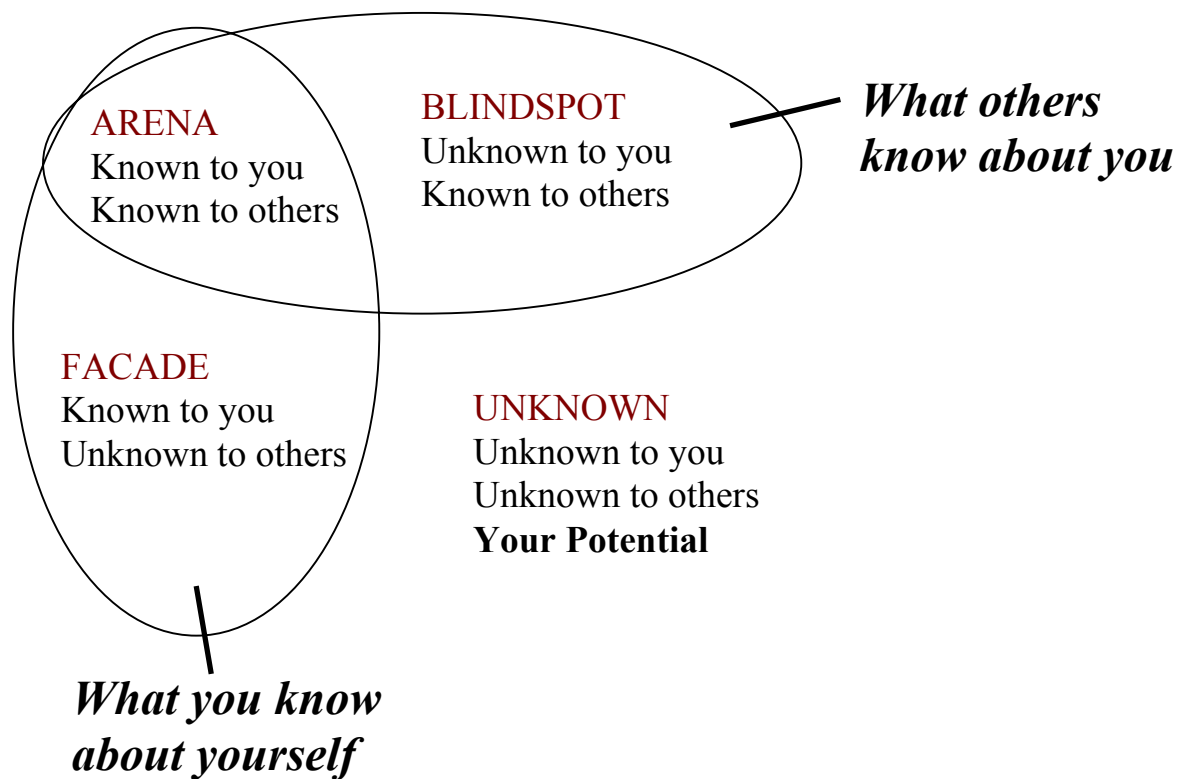 ARENA
Known to you
Known to others
BLINDSPOT
Unknown to you
Known to others
What others
know about you
FACADE
Known to you
Unknown to others
UNKNOWN
Unknown to you
Unknown to others
Your Potential
What you know
about yourself